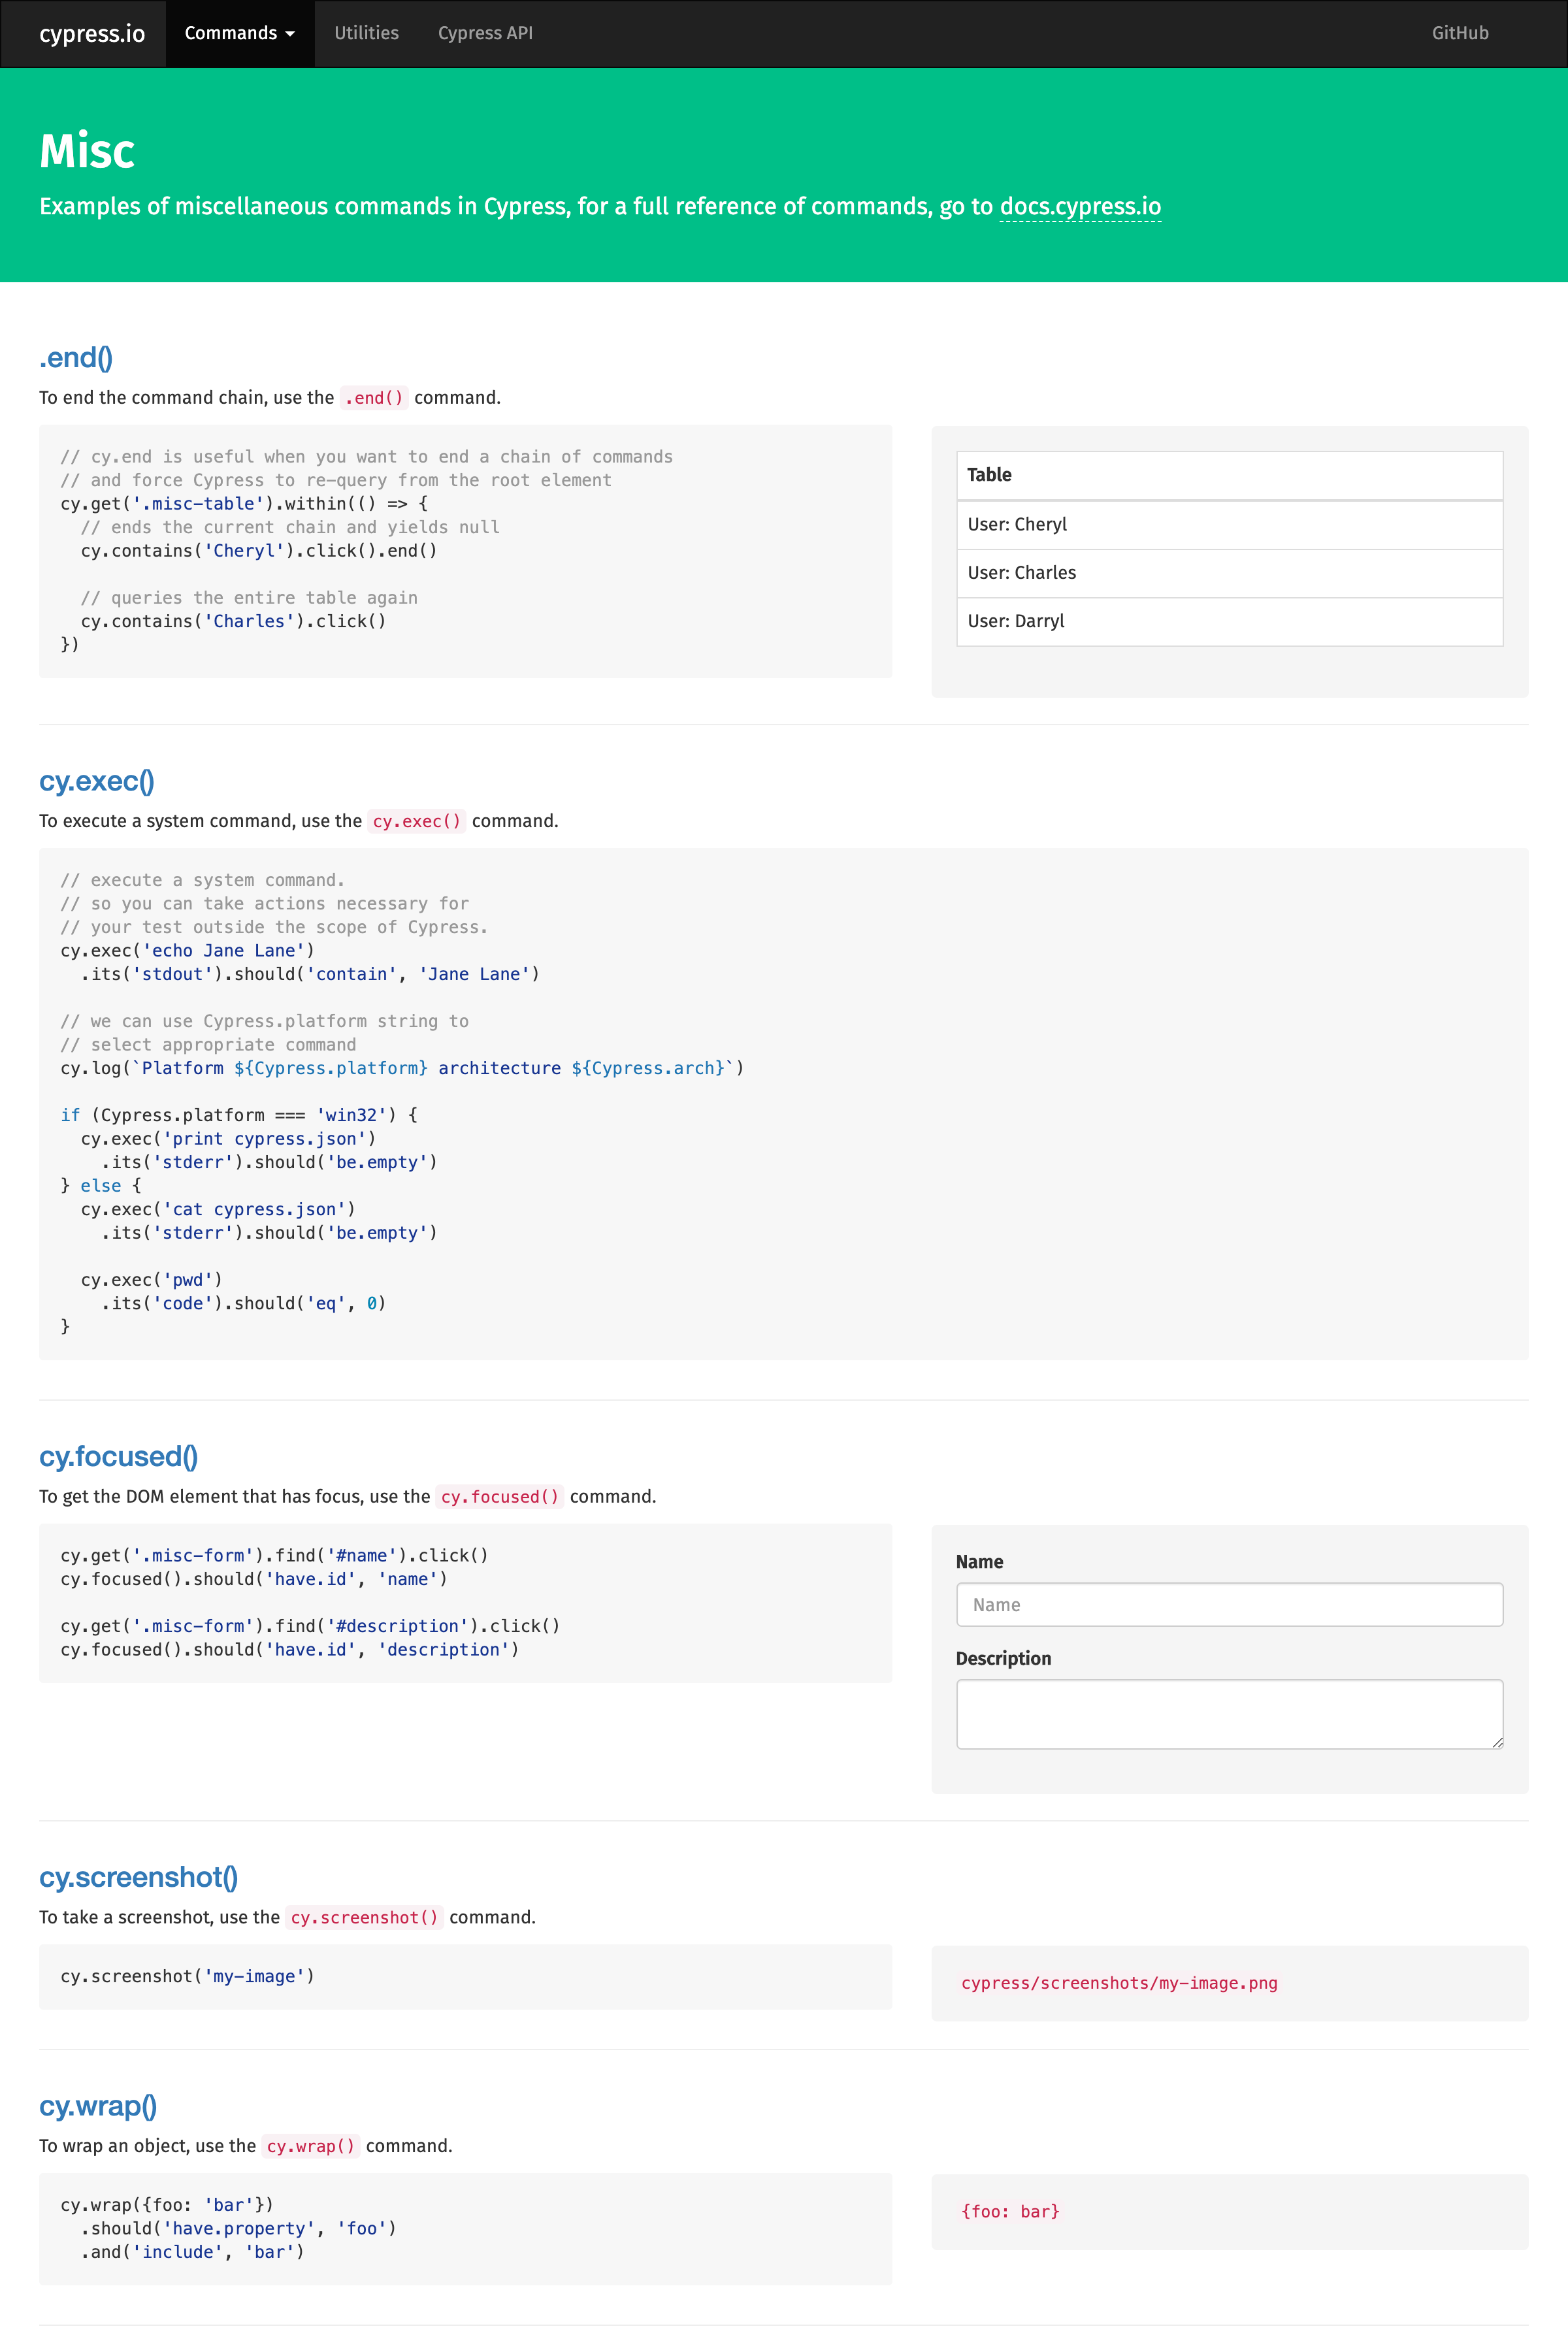 cypress.io Commands Utilities Cypress API GitHub
Misc
Examples of miscellaneous commands in Cypress, for a full reference of commands, go to docs.cypress.io
.end()
To end the command chain, use the .end() command.
// cy.end is useful when you want to end a chain of commands
// and force Cypress to re-query from the root element
cy.get('.misc-table').within(() => {
  // ends the current chain and yields null
  cy.contains('Cheryl').click().end()
  // queries the entire table again
  cy.contains('Charles').click()
})
Table
User: Cheryl
User: Charles
User: Darryl
cy.exec()
To execute a system command, use the cy.exec() command.
// execute a system command.
// so you can take actions necessary for
// your test outside the scope of Cypress.
cy.exec('echo Jane Lane')
  .its('stdout').should('contain', 'Jane Lane')
// we can use Cypress.platform string to
// select appropriate command
cy.log(`Platform ${Cypress.platform} architecture ${Cypress.arch}`)
if (Cypress.platform === 'win32') {
  cy.exec('print cypress.json')
    .its('stderr').should('be.empty')
} else {
  cy.exec('cat cypress.json')
    .its('stderr').should('be.empty')
  cy.exec('pwd')
    .its('code').should('eq', 0)
}
cy.focused()
To get the DOM element that has focus, use the cy.focused() command.
cy.get('.misc-form').find('#name').click()
cy.focused().should('have.id', 'name')
cy.get('.misc-form').find('#description').click()
cy.focused().should('have.id', 'description')
Name
Name
Description
cy.screenshot()
To take a screenshot, use the cy.screenshot() command.
cy.screenshot('my-image')
cypress/screenshots/my-image.png
cy.wrap()
To wrap an object, use the cy.wrap() command.
cy.wrap({foo: 'bar'})
  .should('have.property', 'foo')
  .and('include', 'bar')
{foo: bar}